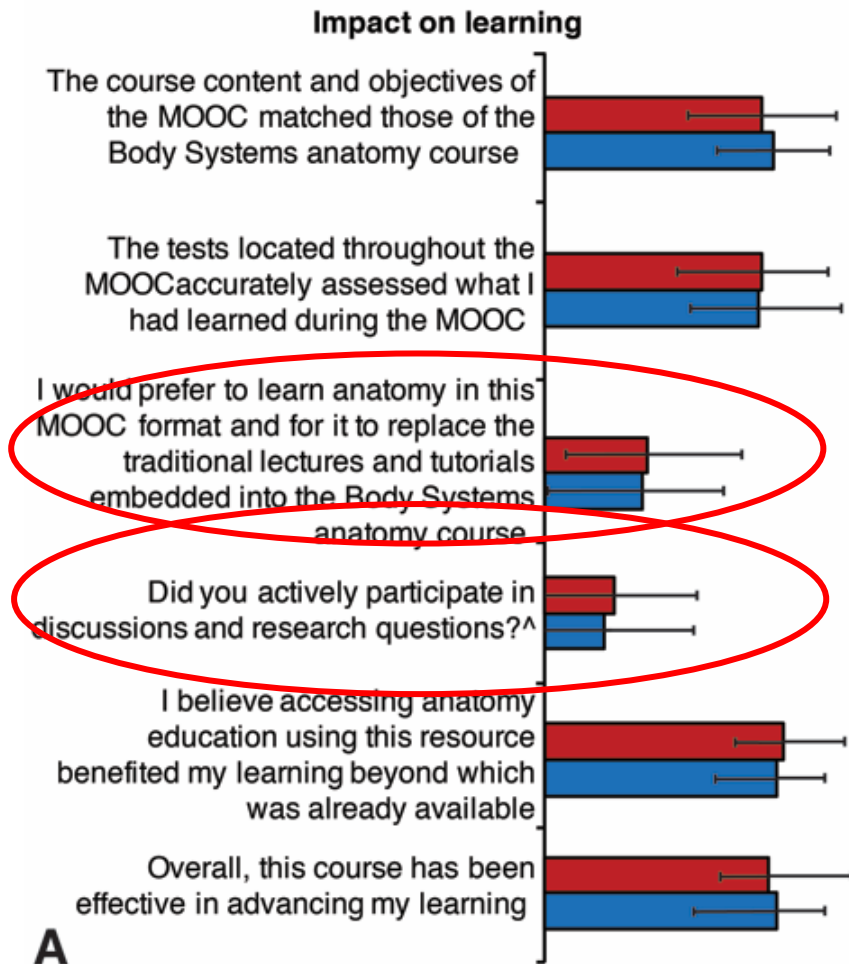 Impact on learning
The course content and objectives of
the MOOC matched those of the
Body Systems anatomy course
The tests located throughout the
MOOCaccurately assessed what I
had learned during the MOOC
I would prefer to learn anatomy in this
MOOC format and for it to replace the
traditional lectures and tutorials
embedded into the Body Systems
anatomy course
Did you actively participate in
discussions and research questions?^
I believe accessing anatomy
education using this resource
benefited my learning beyond which
was already available
Overall, this course has been
effective in advancing my learning
A